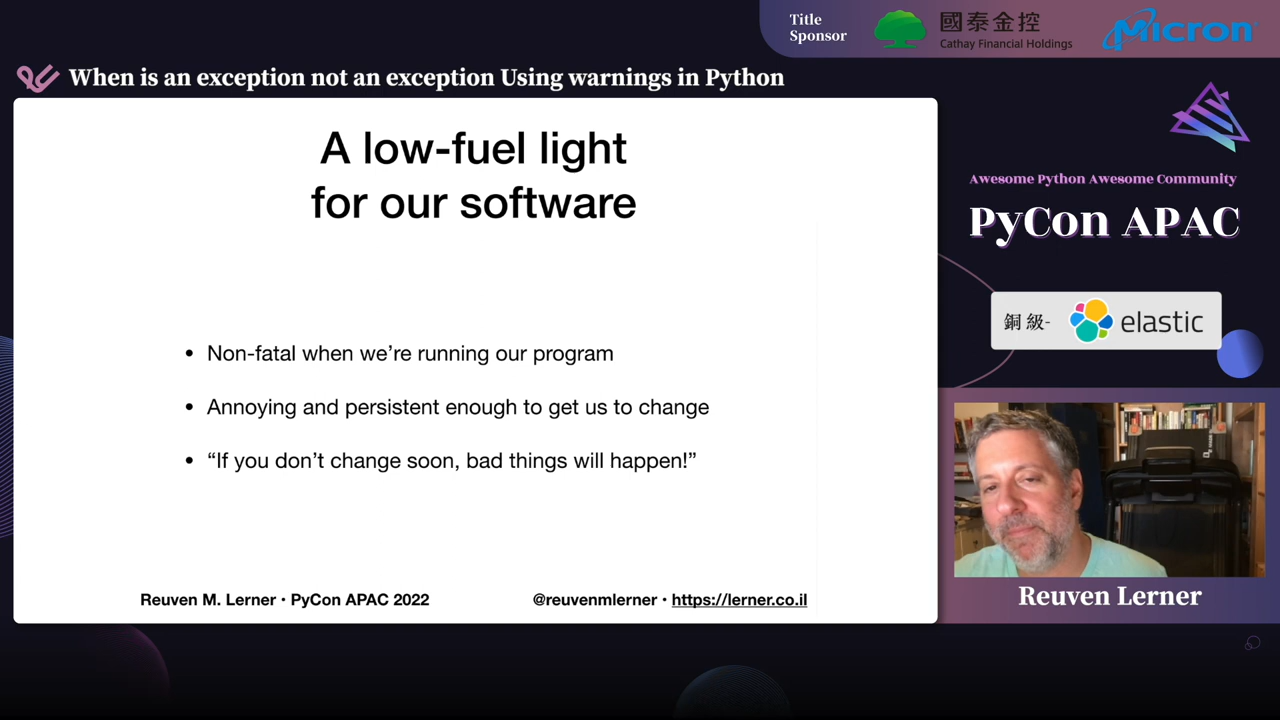 Title
Sponsor
國泰金控
Cathay Financial Holdings
Micron
When is an exception not an exception Using warnings in Python
A low-fuel light
for our software
• Non-fatal when we’re running our program
• Annoying and persistent enough to get us to change
• “If you don’t change soon, bad things will happen!”
Reuven M. Lerner • PyCon APAC 2022
@reuvenmlerner • https://lerner.co.il
Awesome Python Awesome Community
PyCon APAC
銅級- elastic
Reuven Lerner